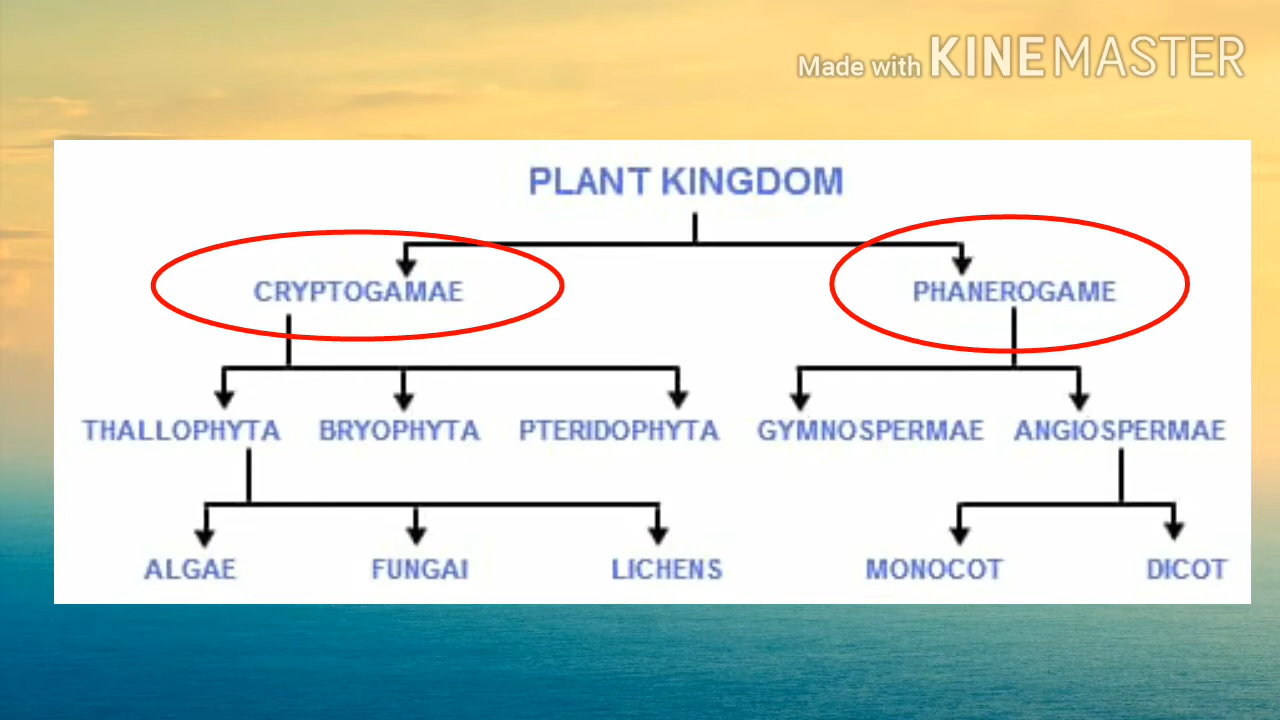 Made with KINEMASTER
PLANT KINGDOM
CRYPTOGAMAE PHANEROGAME
THALLOPHYTA BRYOPHYTA PTERIDOPHYTA GYMNOSPERMAE ANGIOSPERMAE
ALGAE FUNGAI LICHENS MONOCOT DICOT